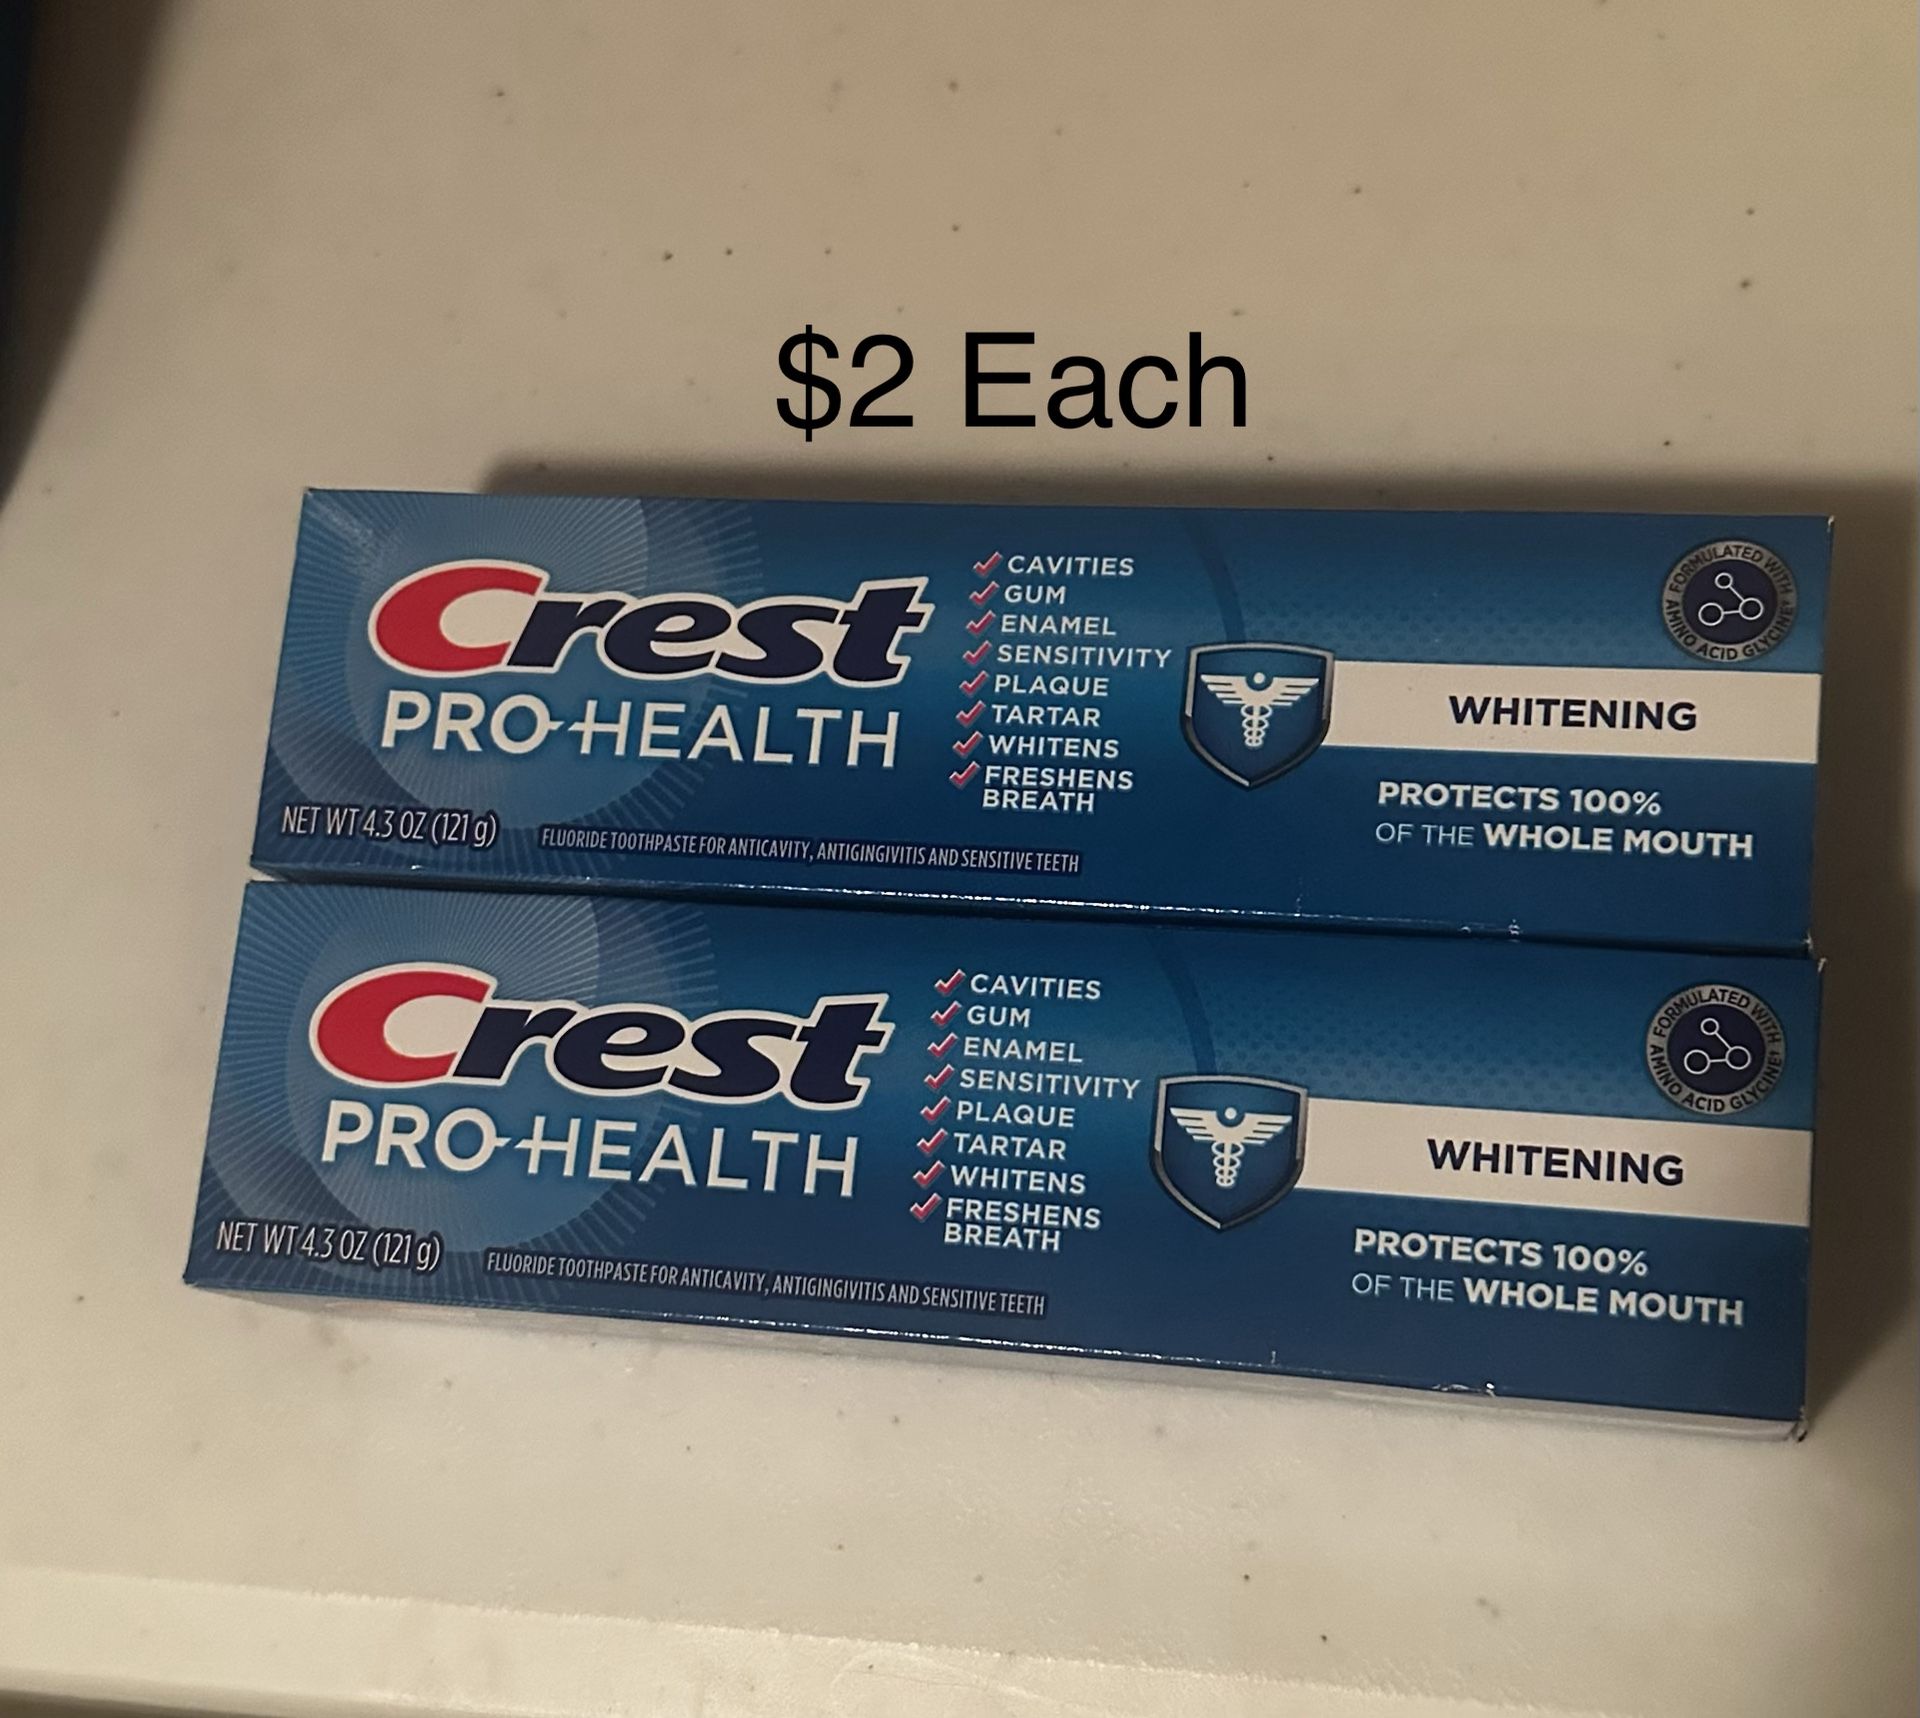 $2 Each
Crest
PRO-HEALTH
NET WT 4.3 OZ (121 g)
FLUORIDE TOOTHPASTE FOR ANTICAVITY, ANTIGINGIVITIS AND SENSITIVE TEETH
CAVITIES
GUM
ENAMEL
SENSITIVITY
PLAQUE
TARTAR
WHITENS
FRESHENS
BREATH
FORMULATED WITH
AMINO ACID GLYCINE†
WHITENING
PROTECTS 100%
OF THE WHOLE MOUTH
Crest
PRO-HEALTH
NET WT 4.3 OZ (121 g)
FLUORIDE TOOTHPASTE FOR ANTICAVITY, ANTIGINGIVITIS AND SENSITIVE TEETH
CAVITIES
GUM
ENAMEL
SENSITIVITY
PLAQUE
TARTAR
WHITENS
FRESHENS
BREATH
FORMULATED WITH
AMINO ACID GLYCINE†
WHITENING
PROTECTS 100%
OF THE WHOLE MOUTH